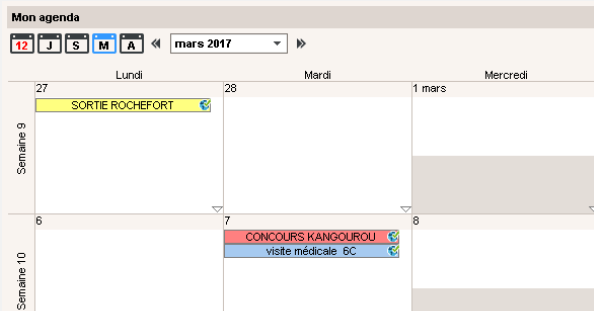 Mon agenda
12 J S M A mars 2017
Lundi Mardi Mercredi
27 28 1 mars
SORTIE ROCHEFORT
Semaine 9
6 7 8
CONCOURS KANGOUROU
visite médicale 6C
Semaine 10